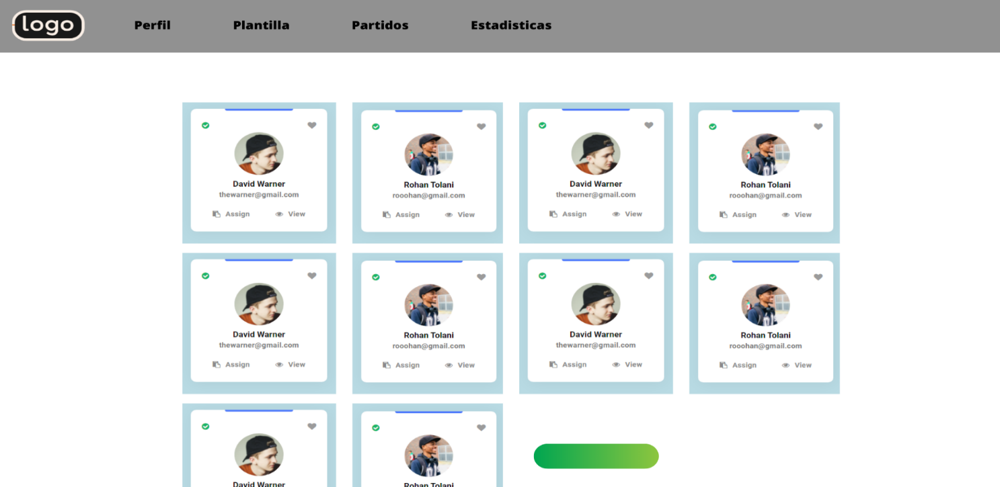 logo Perfil Plantilla Partidos Estadisticas
David Warner Rohan Tolani David Warner Rohan Tolani
thewarner@gmail.com rooohan@gmail.com thewarner@gmail.com rooohan@gmail.com
Assign View Assign View Assign View Assign View
David Warner Rohan Tolani David Warner Rohan Tolani
thewarner@gmail.com rooohan@gmail.com thewarner@gmail.com rooohan@gmail.com
Assign View Assign View Assign View Assign View
David Warner Rohan Tolani